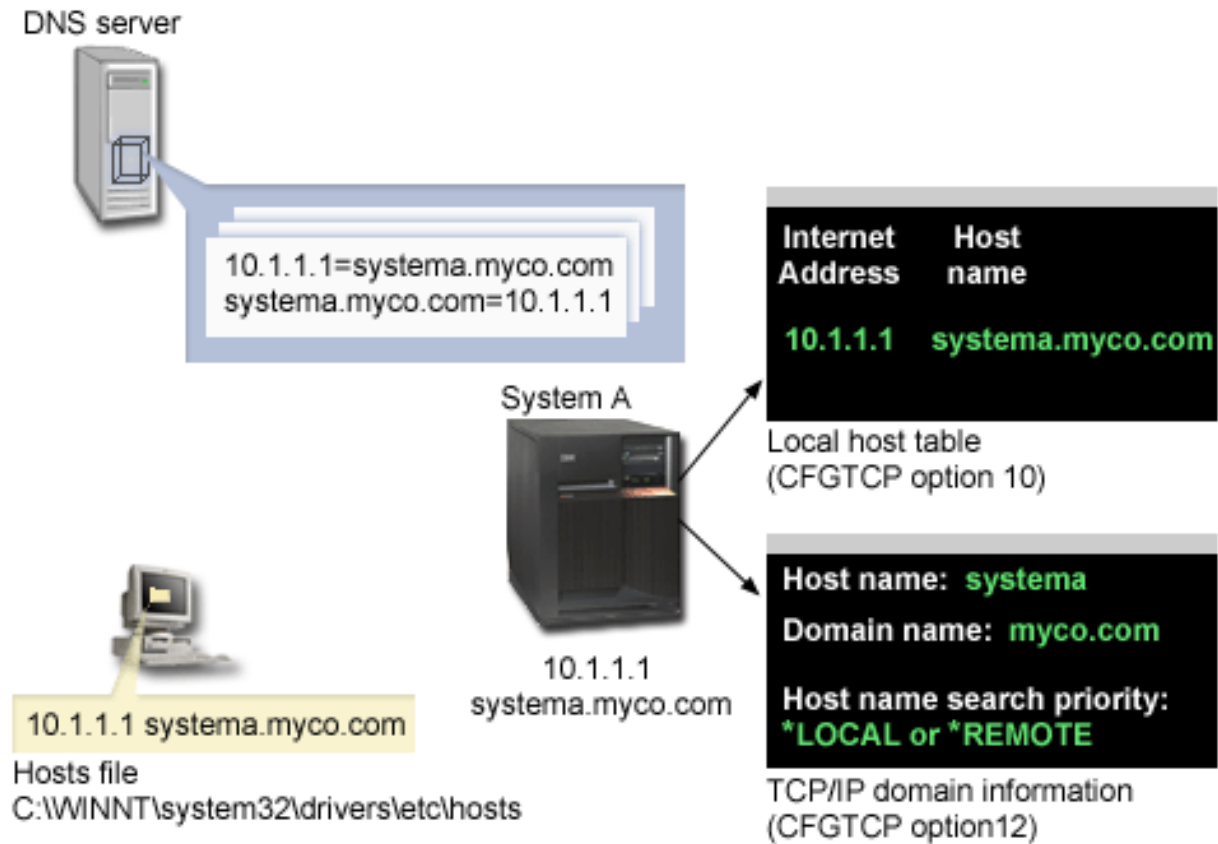 DNS server
10.1.1.1=systema.myco.com
systema.myco.com=10.1.1.1
Internet Address Host name
10.1.1.1 systema.myco.com
Local host table
(CFGTCP option 10)
System A
10.1.1.1
systema.myco.com
Host name: systema
Domain name: myco.com
Host name search priority:
*LOCAL or *REMOTE
TCP/IP domain information
(CFGTCP option12)
10.1.1.1 systema.myco.com
Hosts file
C:\WINNT\system32\drivers\etc\hosts